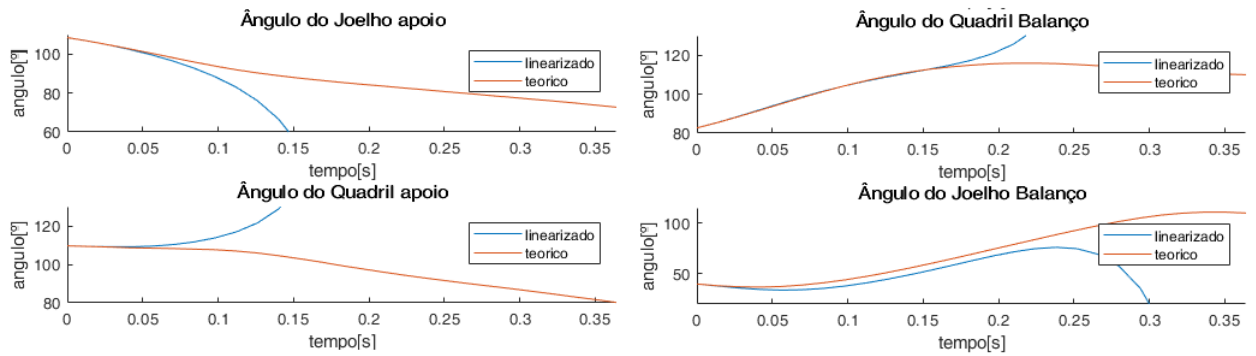 Ângulo do Joelho apoio
angulo[º]
100
80
60
linearizado
teorico
0 0.05 0.1 0.15 0.2 0.25 0.3 0.35
tempo[s]
Ângulo do Quadril Balanço
angulo[º]
120
100
80
linearizado
teorico
0 0.05 0.1 0.15 0.2 0.25 0.3 0.35
tempo[s]
Ângulo do Quadril apoio
angulo[º]
120
100
80
linearizado
teorico
0 0.05 0.1 0.15 0.2 0.25 0.3 0.35
tempo[s]
Ângulo do Joelho Balanço
angulo[º]
100
50
linearizado
teorico
0 0.05 0.1 0.15 0.2 0.25 0.3 0.35
tempo[s]